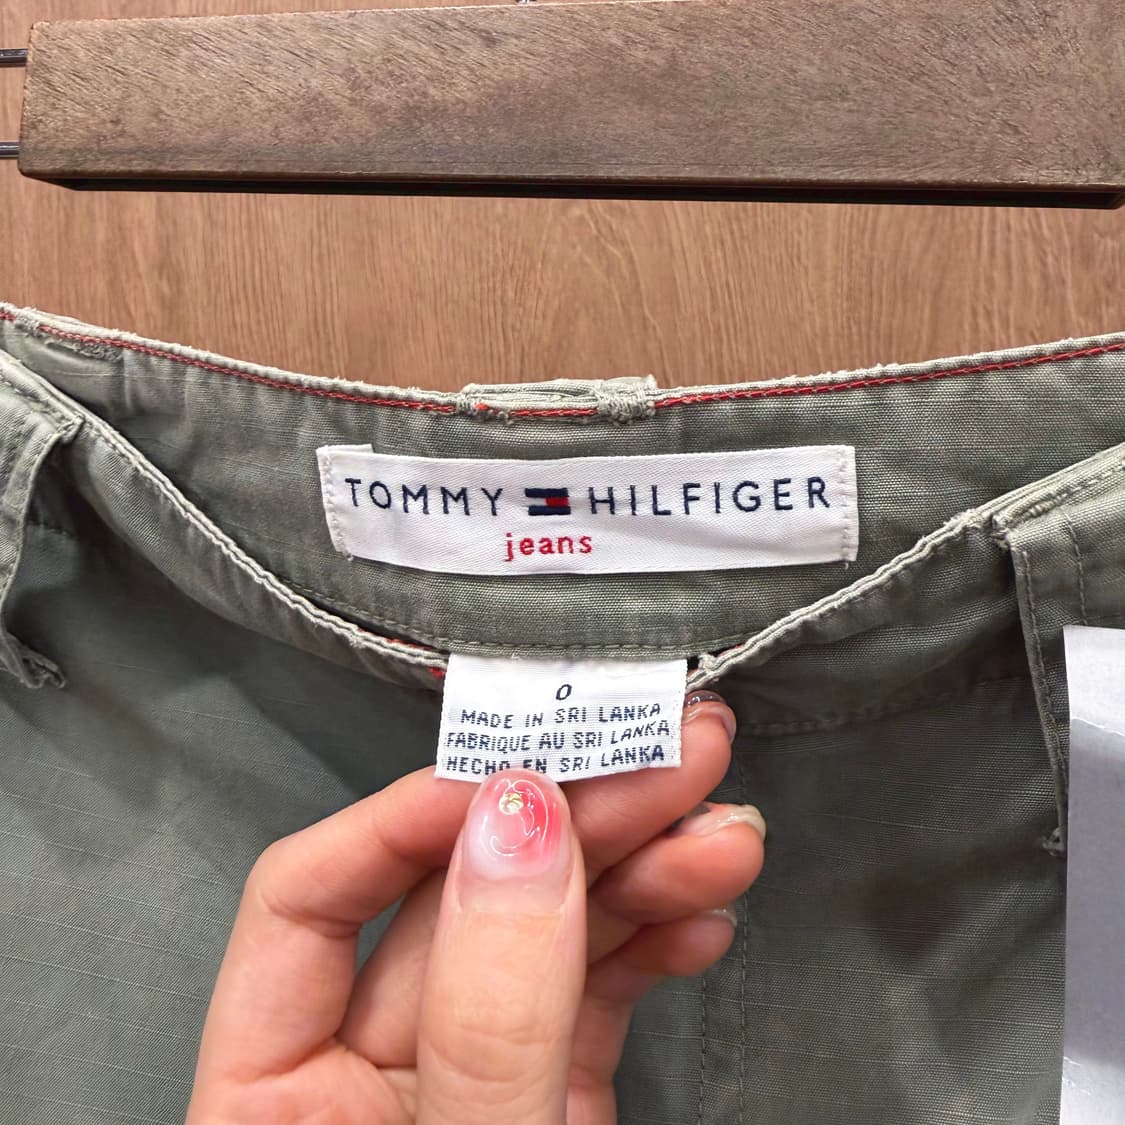 TOMMY HILFIGER
jeans
0
MADE IN SRI LANKA
FABRIQUE AU SRI LANKA
HECHO EN SRI LANKA